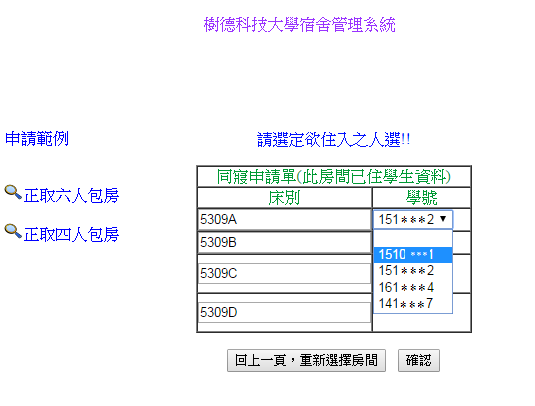 樹德科技大學宿舍管理系統
申請範例
請選定欲住入之人選!!
正取六人包房
正取四人包房
同寢申請單(此房間已住學生資料)
床別 學號
5309A 151***2
5309B
1510 ***1
151***2
5309C
161***4
141***7
5309D
回上一頁，重新選擇房間 確認